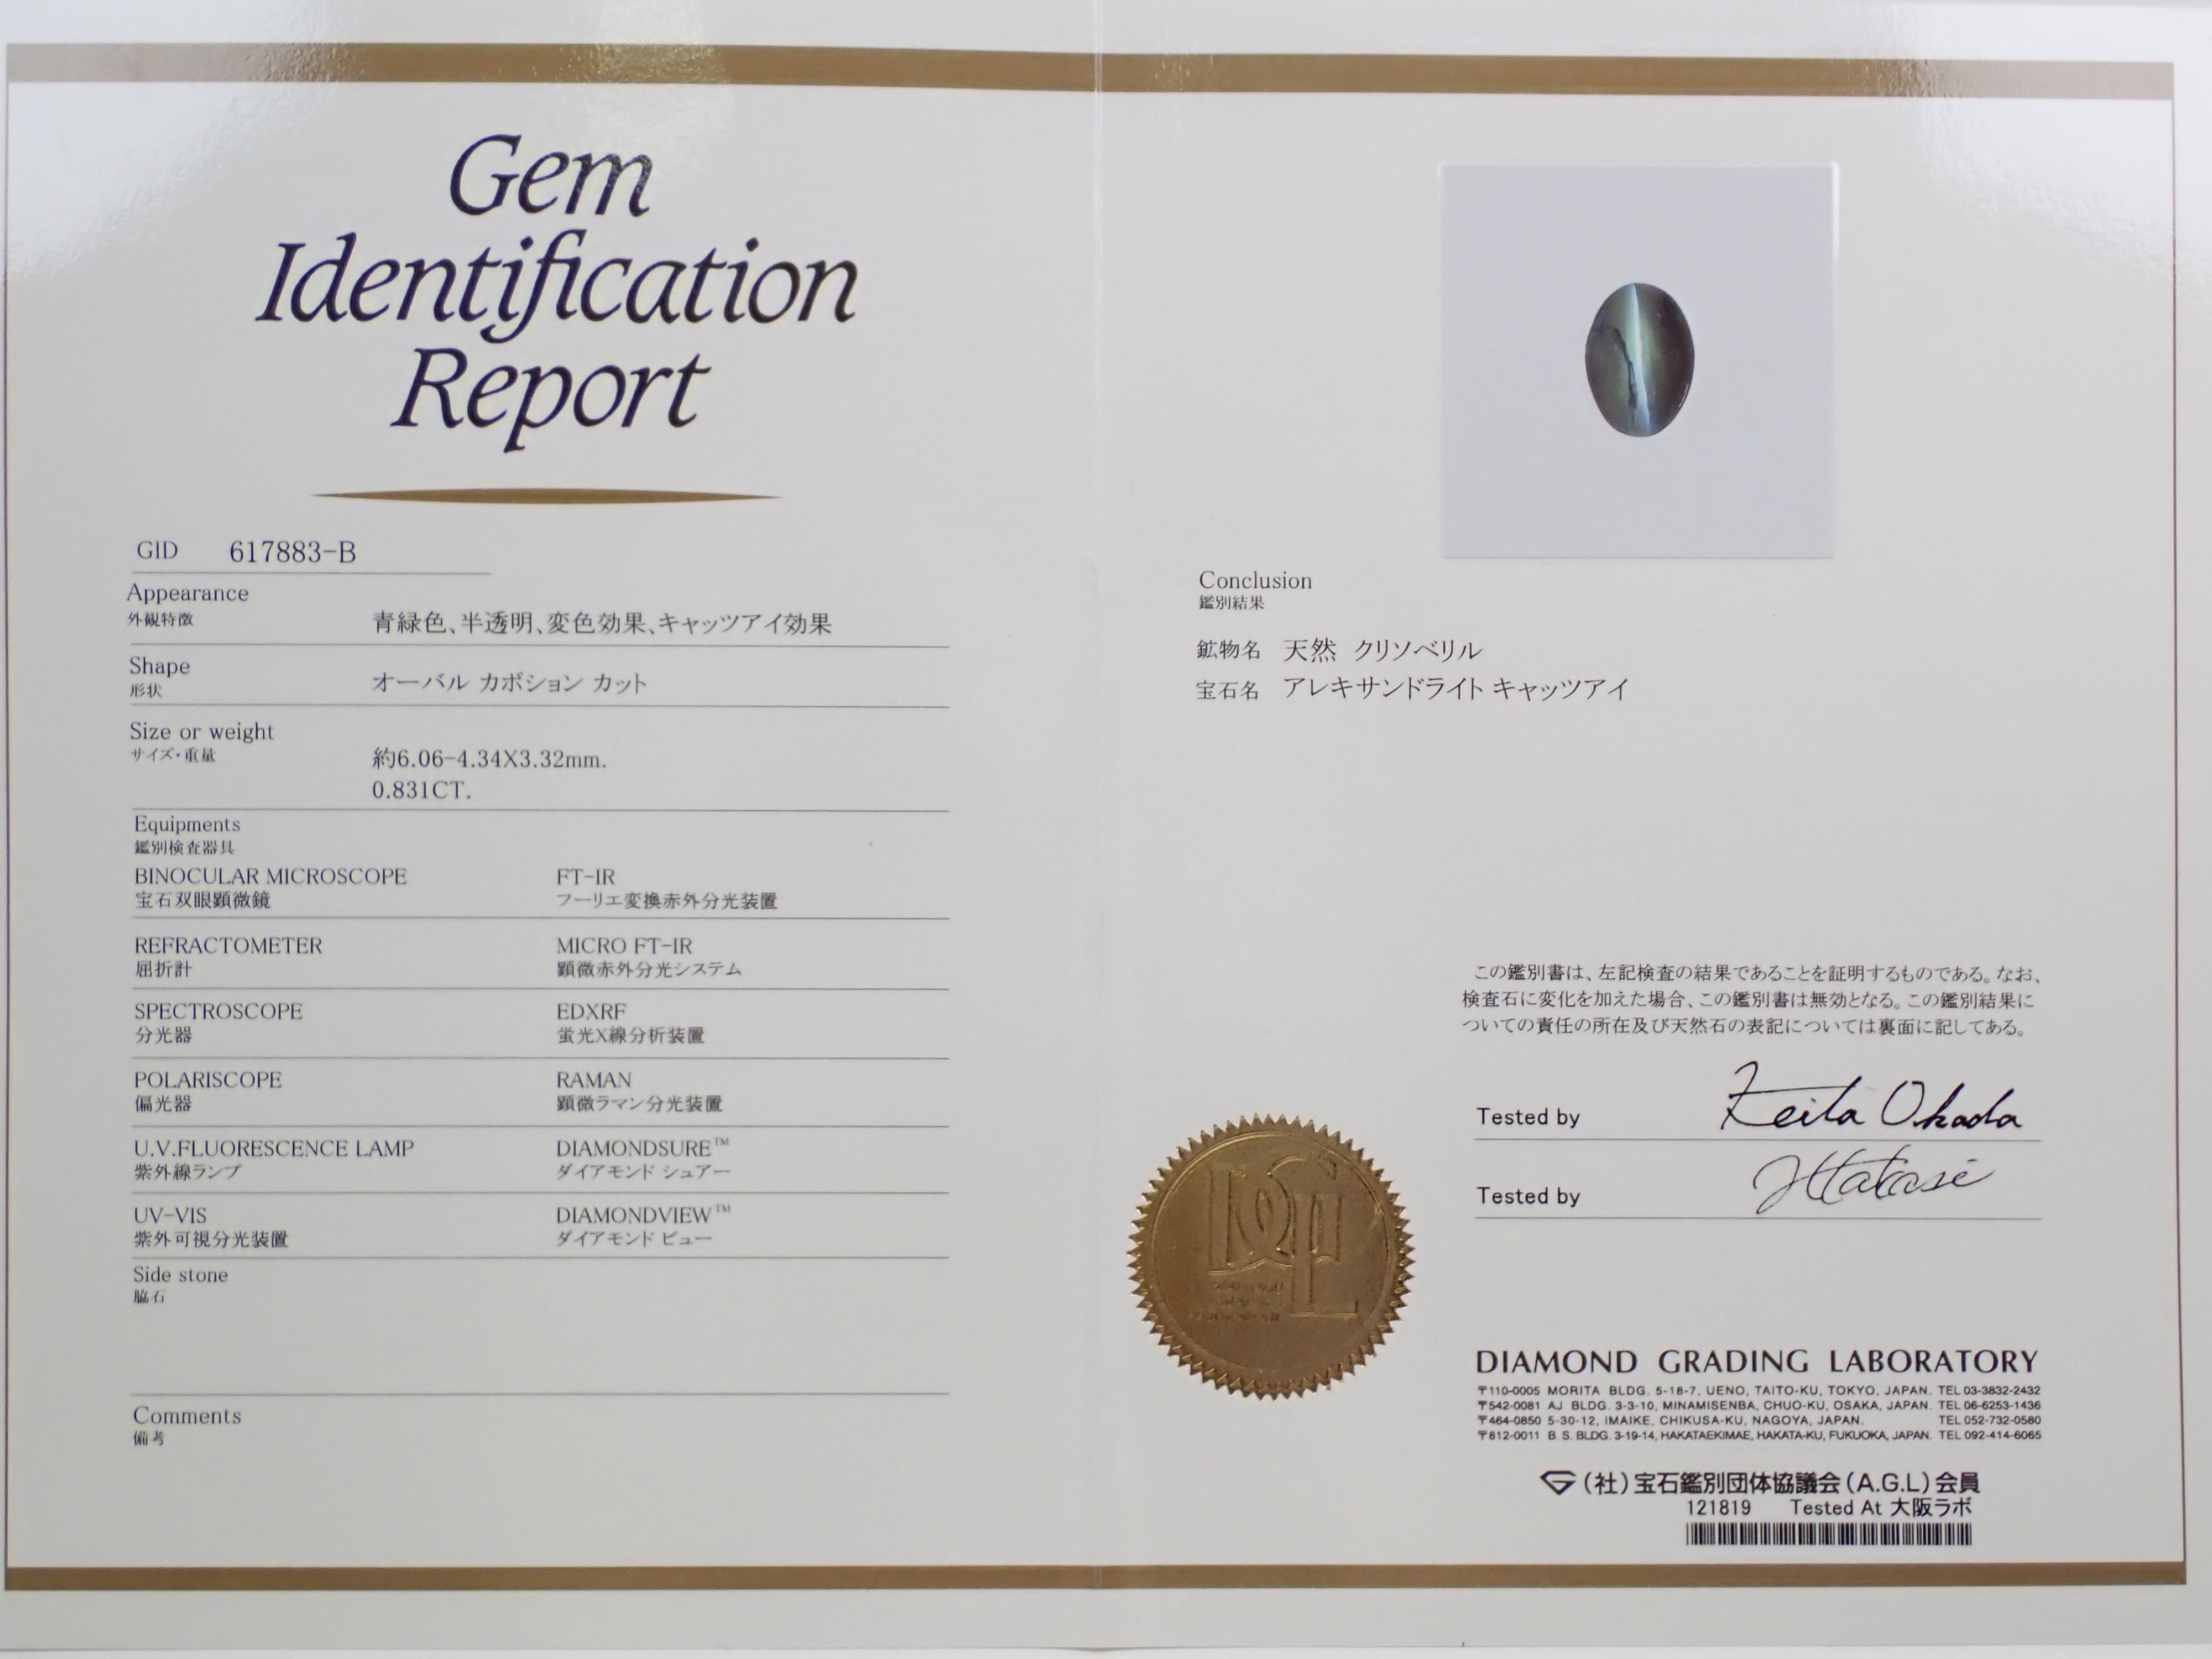 Gem
Identification
Report
GID 617883-B
Appearance
外観特徴 青緑色、半透明、変色効果、キャッツアイ効果
Shape
形状 オーバル カボション カット
Size or weight
サイズ・重量 約6.06-4.34X3.32mm.
0.831CT.
Equipments
鑑別検査器具
BINOCULAR MICROSCOPE FT-IR
宝石双眼顕微鏡 フーリエ変換赤外分光装置
REFRACTOMETER MICRO FT-IR
屈折計 顕微赤外分光システム
SPECTROSCOPE EDXRF
分光器 蛍光X線分析装置
POLARISCOPE RAMAN
偏光器 顕微ラマン分光装置
U.V.FLUORESCENCE LAMP DIAMONDSURE™
紫外線ランプ ダイアモンド シュアー
UV-VIS DIAMONDVIEW™
紫外可視分光装置 ダイアモンド ビュー
Side stone
脇石
Comments
備考
Conclusion
鑑別結果
鉱物名 天然 クリソベリル
宝石名 アレキサンドライト キャッツアイ
この鑑別書は、左記検査の結果であることを証明するものである。なお、
検査石に変化を加えた場合、この鑑別書は無効となる。この鑑別結果に
ついての責任の所在及び天然石の表記については裏面に記してある。
Tested by Keita Okada
Tested by
DGL
DIAMOND GRADING LABORATORY
〒110-0005 MORITA BLDG. 5-18-7, UENO, TAITO-KU, TOKYO, JAPAN. TEL 03-3832-2432
〒542-0081 AJ BLDG. 3-3-10, MINAMISENBA, CHUO-KU, OSAKA, JAPAN. TEL 06-6253-1436
〒464-0850 5-30-12, IMAIKE, CHIKUSA-KU, NAGOYA, JAPAN. TEL 052-732-0580
〒812-0011 B. S. BLDG. 3-19-14, HAKATAEKIMAE, HAKATA-KU, FUKUOKA, JAPAN. TEL 092-414-6065
(社)宝石鑑別団体協議会(A.G.L)会員
121819 Tested At 大阪ラボ